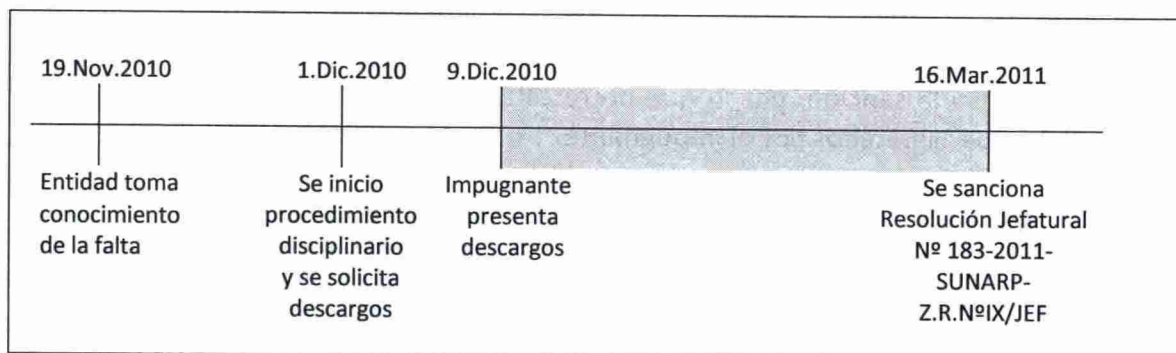 19.Nov.2010
1.Dic.2010
9.Dic.2010
16.Mar.2011
Entidad toma
conocimiento
de la falta
Se inicio
procedimiento
disciplinario
y se solicita
descargos
Impugnante
presenta
descargos
Se sanciona
Resolución Jefatural
Nº 183-2011-
SUNARP-
Z.R.NºIX/JEF